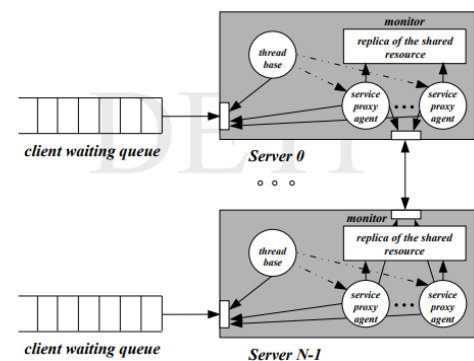 monitor
thread
base
replica of the shared
resource
service
proxy
agent
service
proxy
agent
client waiting queue
Server 0
monitor
thread
base
replica of the shared
resource
service
proxy
agent
service
proxy
agent
client waiting queue
Server N-1